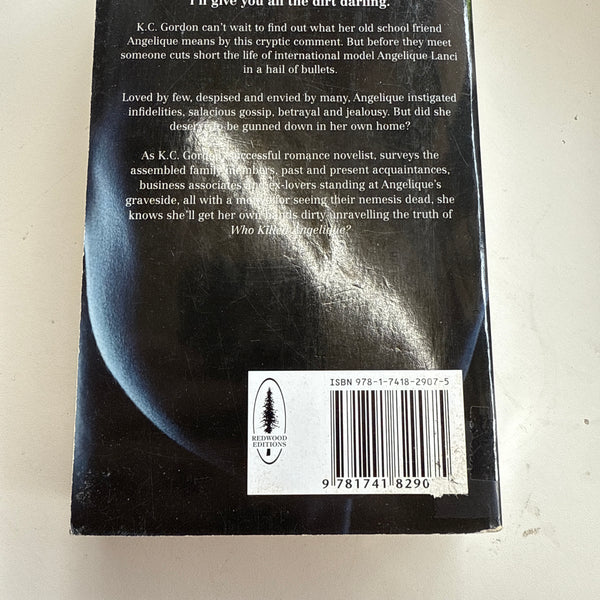 I'll give you all the dirt darling.
K.C. Gordon can't wait to find out what her old school friend
Angelique means by this cryptic comment. But before they meet
someone cuts short the life of international model Angelique Lanci
in a hail of bullets.
Loved by few, despised and envied by many, Angelique instigated
infidelities, salacious gossip, betrayal and jealousy. But did she
deserve to be gunned down in her own home?
As K.C. Gordon, successful romance novelist, surveys the
assembled family members, past and present acquaintances,
business associates and ex-lovers standing at Angelique's
graveside, all with a motive for seeing their nemesis dead, she
knows she'll get her own hands dirty unravelling the truth of
Who Killed Angelique?
ISBN 978-1-7418-2907-5
REDWOOD
EDITIONS
9 781741 8290